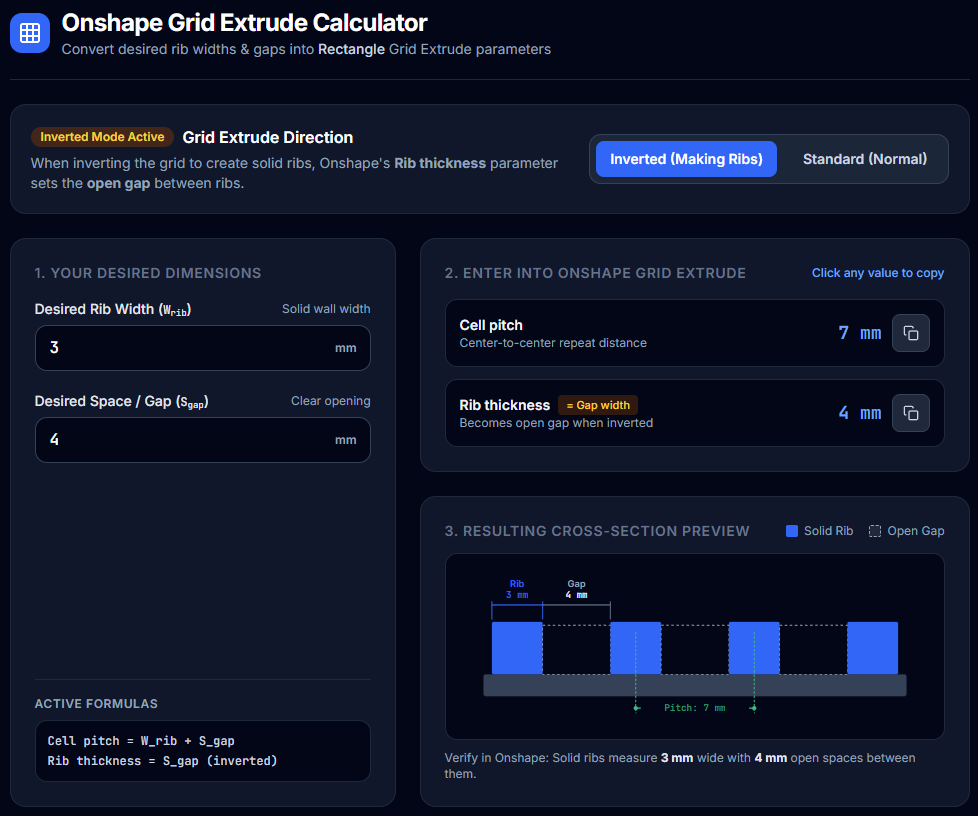 Onshape Grid Extrude Calculator
Convert desired rib widths & gaps into Rectangle Grid Extrude parameters
Inverted Mode Active Grid Extrude Direction
When inverting the grid to create solid ribs, Onshape's Rib thickness parameter
sets the open gap between ribs.
Inverted (Making Ribs) Standard (Normal)
1. YOUR DESIRED DIMENSIONS
Desired Rib Width (W_rib) Solid wall width
3 mm
Desired Space / Gap (S_gap) Clear opening
4 mm
ACTIVE FORMULAS
Cell pitch = W_rib + S_gap
Rib thickness = S_gap (inverted)
2. ENTER INTO ONSHAPE GRID EXTRUDE Click any value to copy
Cell pitch
Center-to-center repeat distance
7 mm
Rib thickness = Gap width
Becomes open gap when inverted
4 mm
3. RESULTING CROSS-SECTION PREVIEW Solid Rib Open Gap
Rib Gap
3 mm 4 mm
Pitch: 7 mm
Verify in Onshape: Solid ribs measure 3 mm wide with 4 mm open spaces between
them.